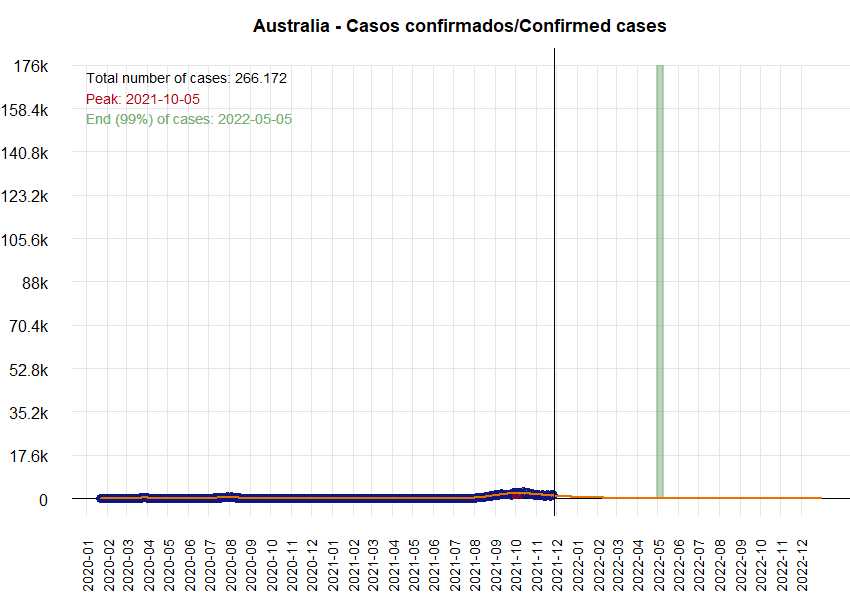 Australia - Casos confirmados/Confirmed cases
Total number of cases: 266.172
Peak: 2021-10-05
End (99%) of cases: 2022-05-05
176k
158.4k
140.8k
123.2k
105.6k
88k
70.4k
52.8k
35.2k
17.6k
0
2020-01
2020-02
2020-03
2020-04
2020-05
2020-06
2020-07
2020-08
2020-09
2020-10
2020-12
2021-01
2021-02
2021-03
2021-04
2021-05
2021-06
2021-07
2021-08
2021-09
2021-10
2021-11
2021-12
2022-01
2022-02
2022-03
2022-04
2022-05
2022-06
2022-07
2022-08
2022-09
2022-10
2022-11
2022-12